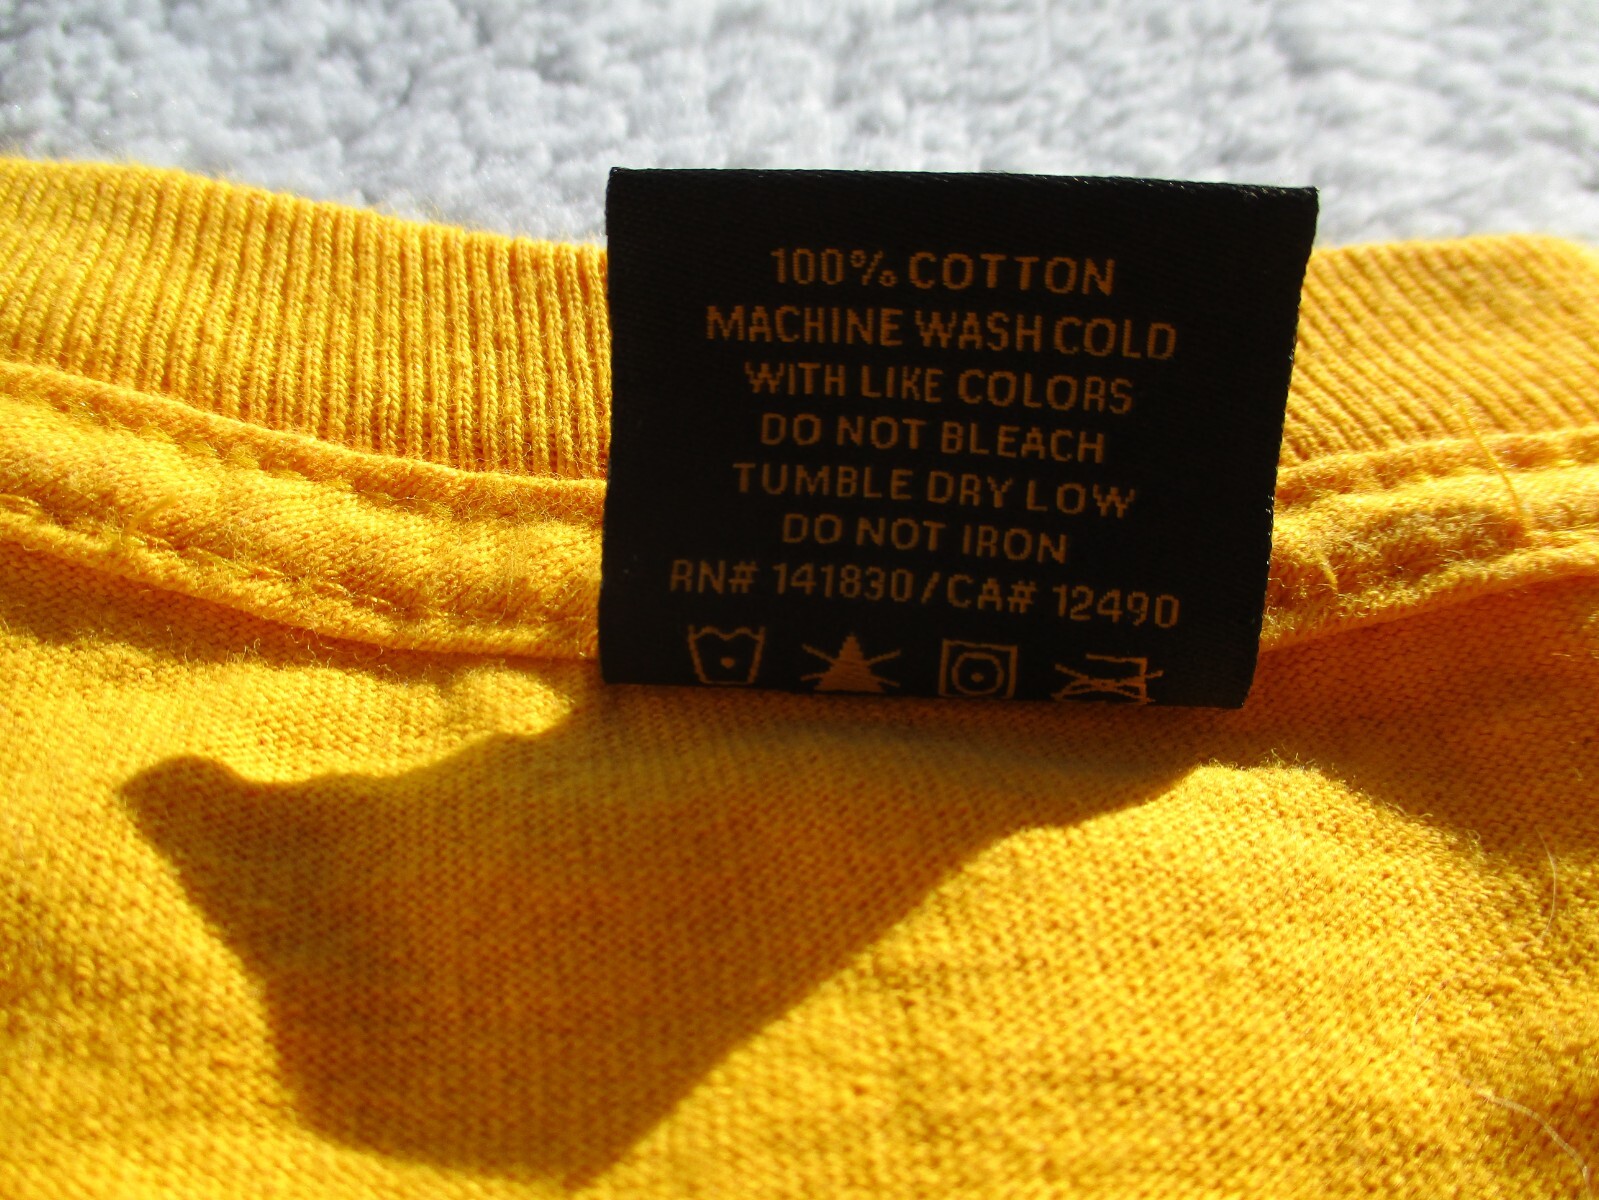 100% COTTON
MACHINE WASH COLD
WITH LIKE COLORS
DO NOT BLEACH
TUMBLE DRY LOW
DO NOT IRON
RN# 141830 / CA# 12490